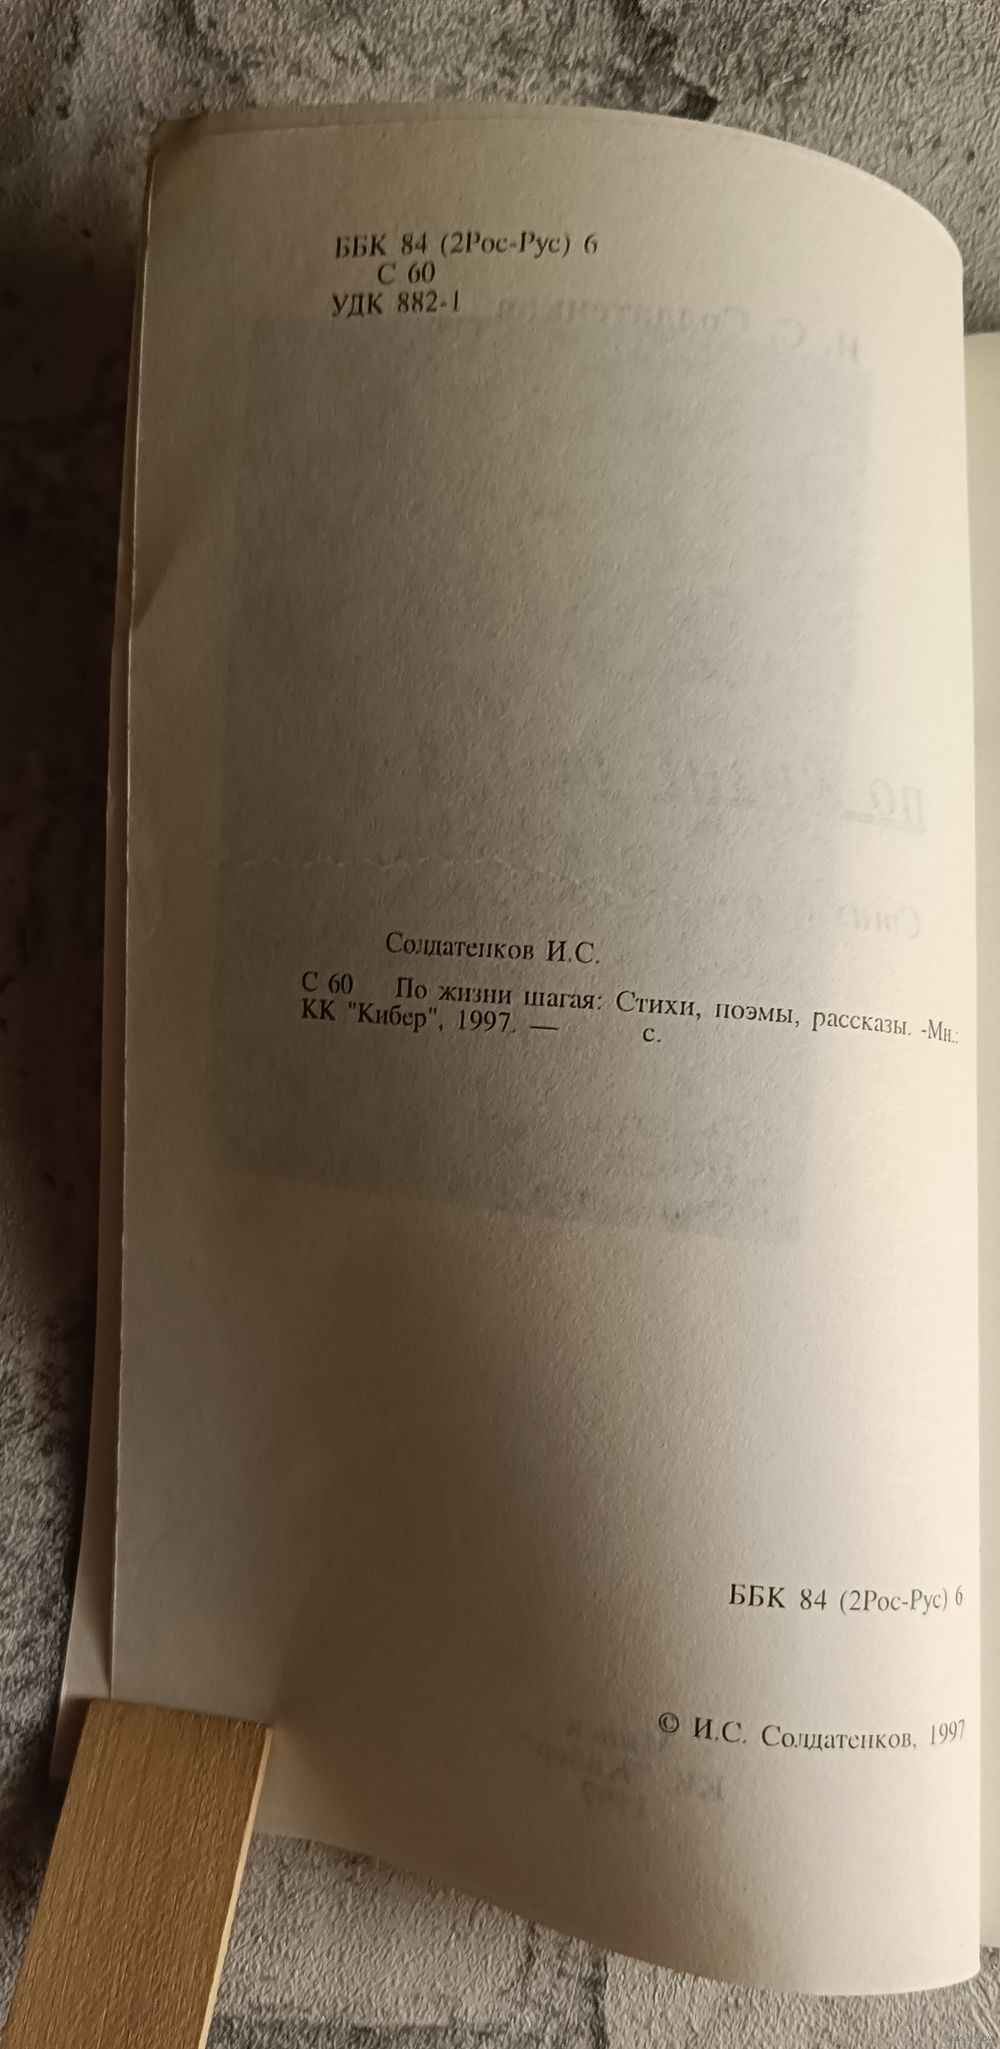 ББК 84 (2Рос-Рус) 6
С 60
УДК 882-1
Солдатенков И.С.
С 60 По жизни шагая: Стихи, поэмы, рассказы. -Мн.:
КК "Кибер", 1997. — с.
ББК 84 (2Рос-Рус) 6
© И.С. Солдатенков, 1997